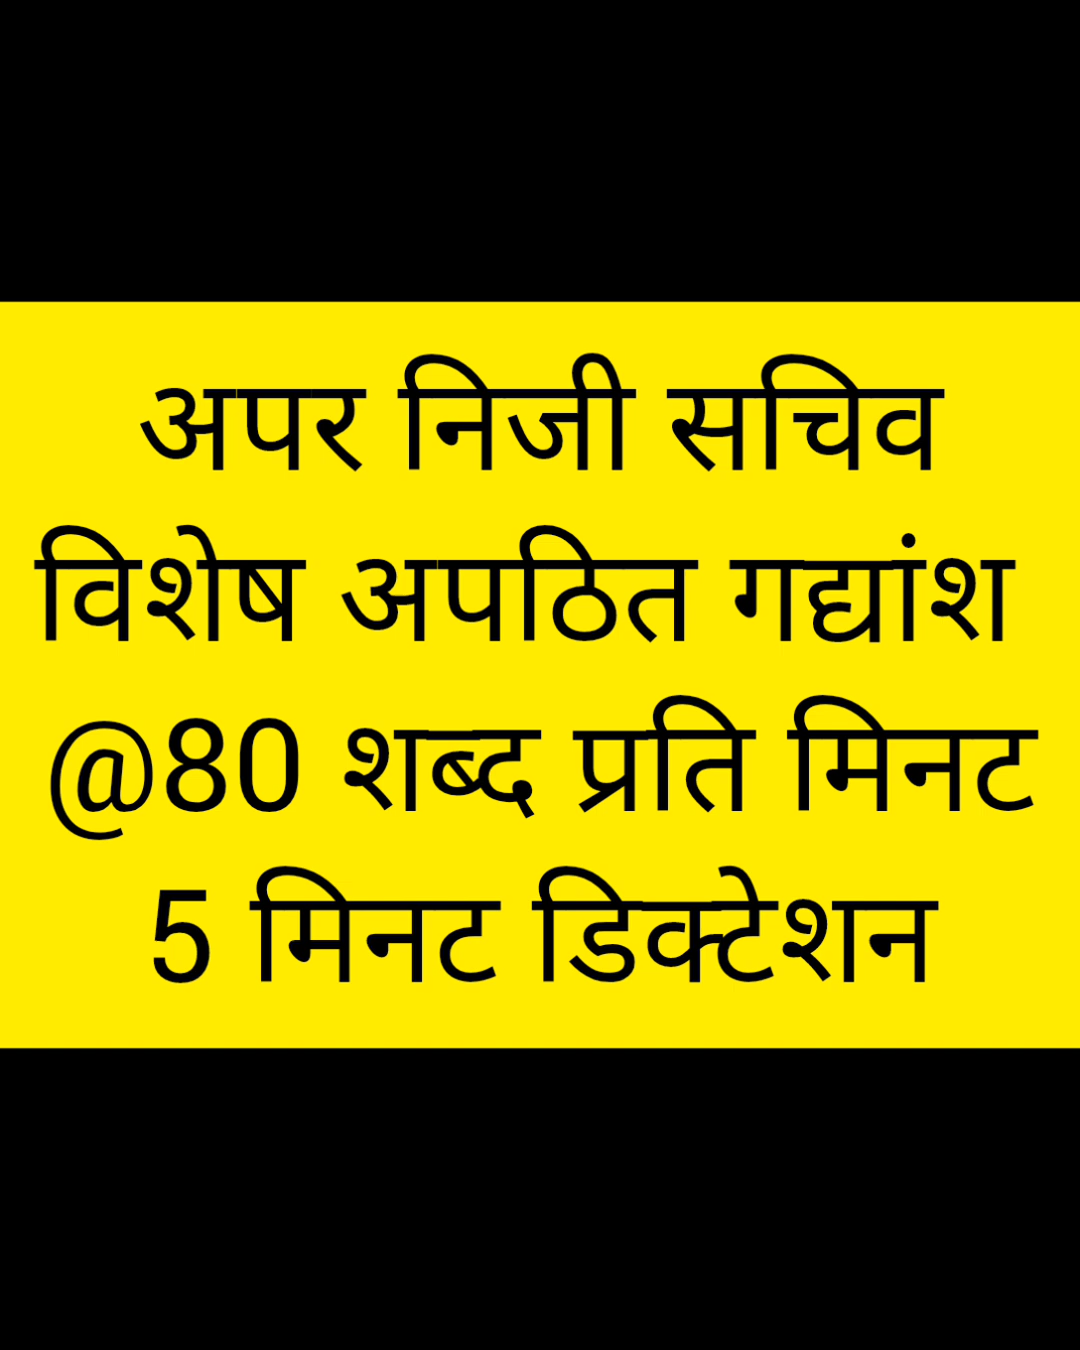 अपर निजी सचिव
विशेष अपठित गद्यांश
@80 शब्द प्रति मिनट
5 मिनट डिक्टेशन